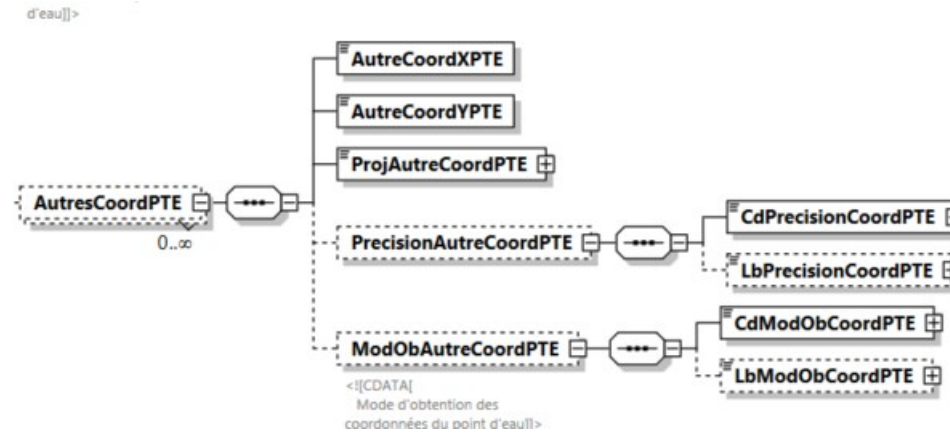 d'eau]]>
AutreCoordXPTE
AutreCoordYPTE
ProjAutreCoordPTE
AutresCoordPTE
0..∞
PrecisionAutreCoordPTE
CdPrecisionCoordPTE
LbPrecisionCoordPTE
ModObAutreCoordPTE
CdModObCoordPTE
LbModObCoordPTE
<![CDATA[
Mode d'obtention des
coordonnées du point d'eau]]>